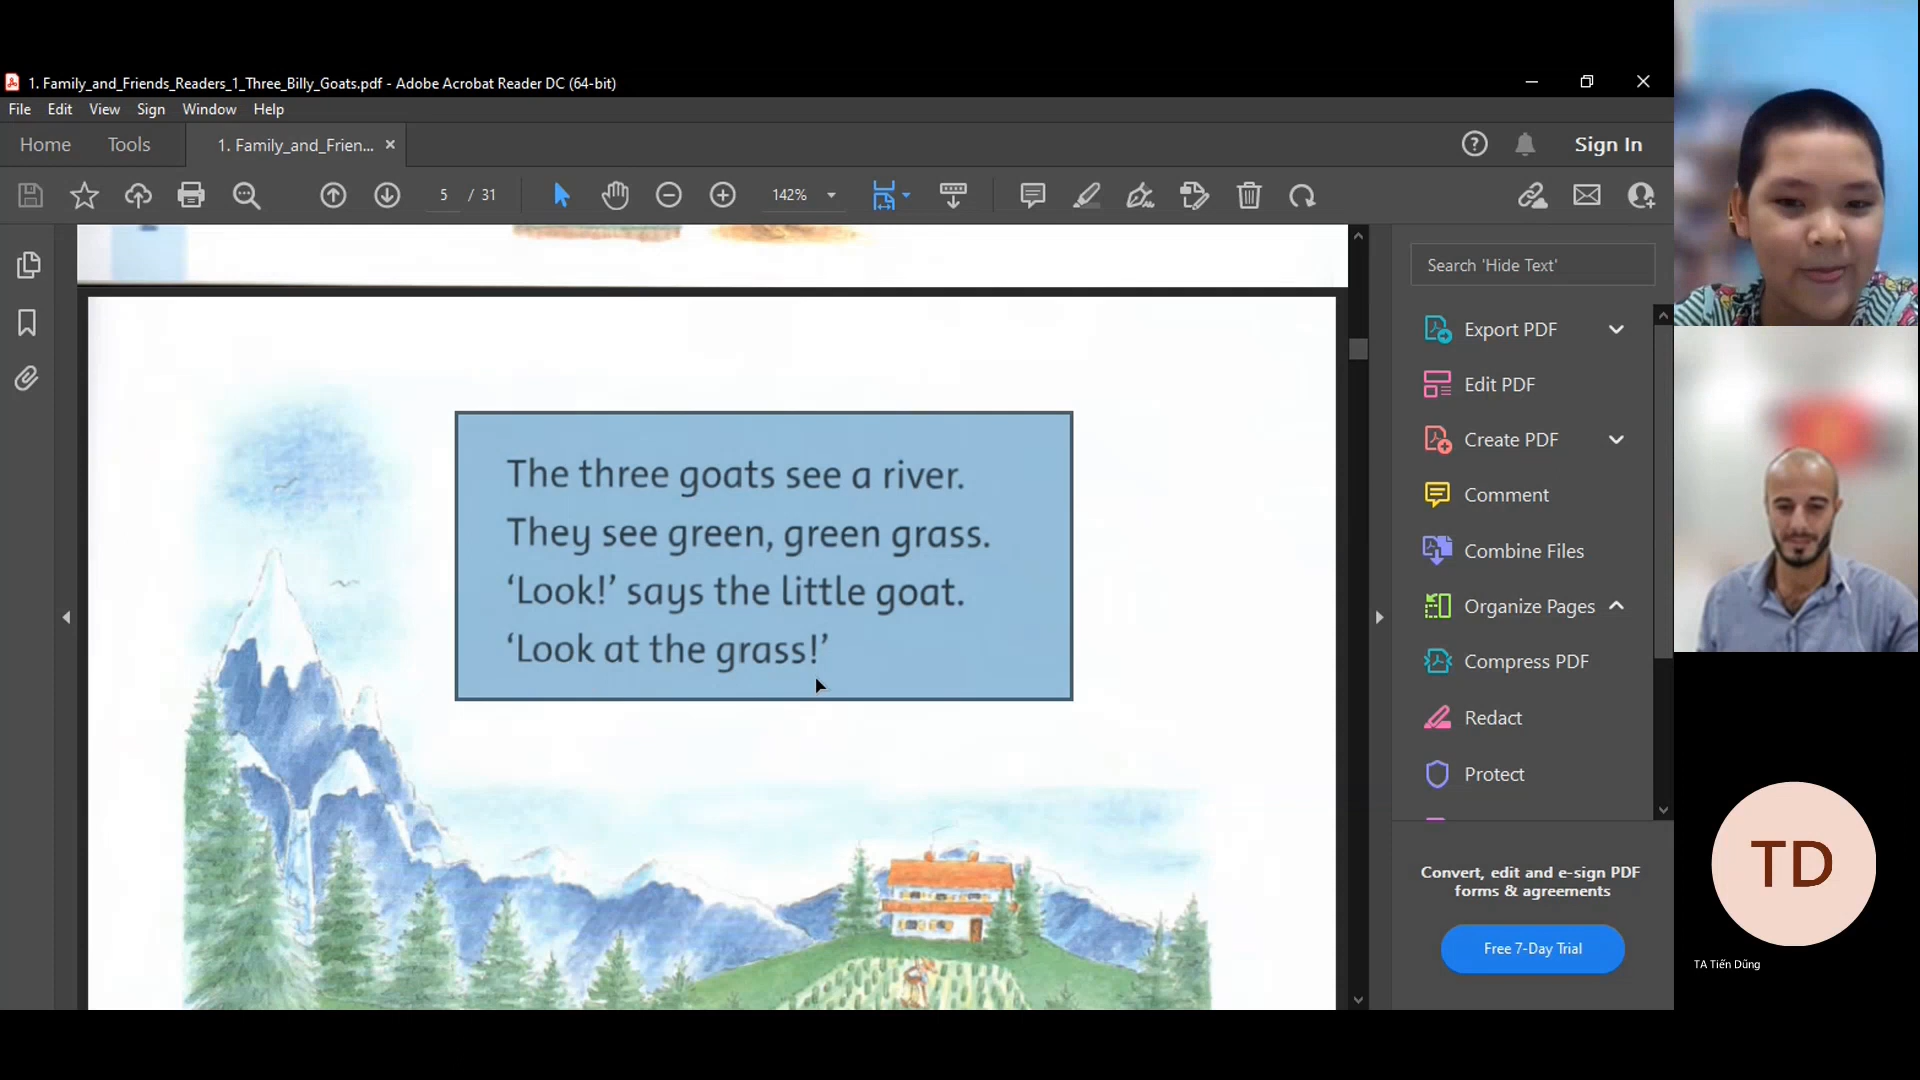 1. Family_and_Friends_Readers_1_Three_Billy_Goats.pdf - Adobe Acrobat Reader DC (64-bit)
File Edit View Sign Window Help
Home Tools 1. Family_and_Frien... Sign In
5 / 31 142%
The three goats see a river.
They see green, green grass.
‘Look!’ says the little goat.
‘Look at the grass!’
Search 'Hide Text'
Export PDF
Edit PDF
Create PDF
Comment
Combine Files
Organize Pages
Compress PDF
Redact
Protect
Convert, edit and e-sign PDF
forms & agreements
Free 7-Day Trial
TD
TA Tiến Dũng